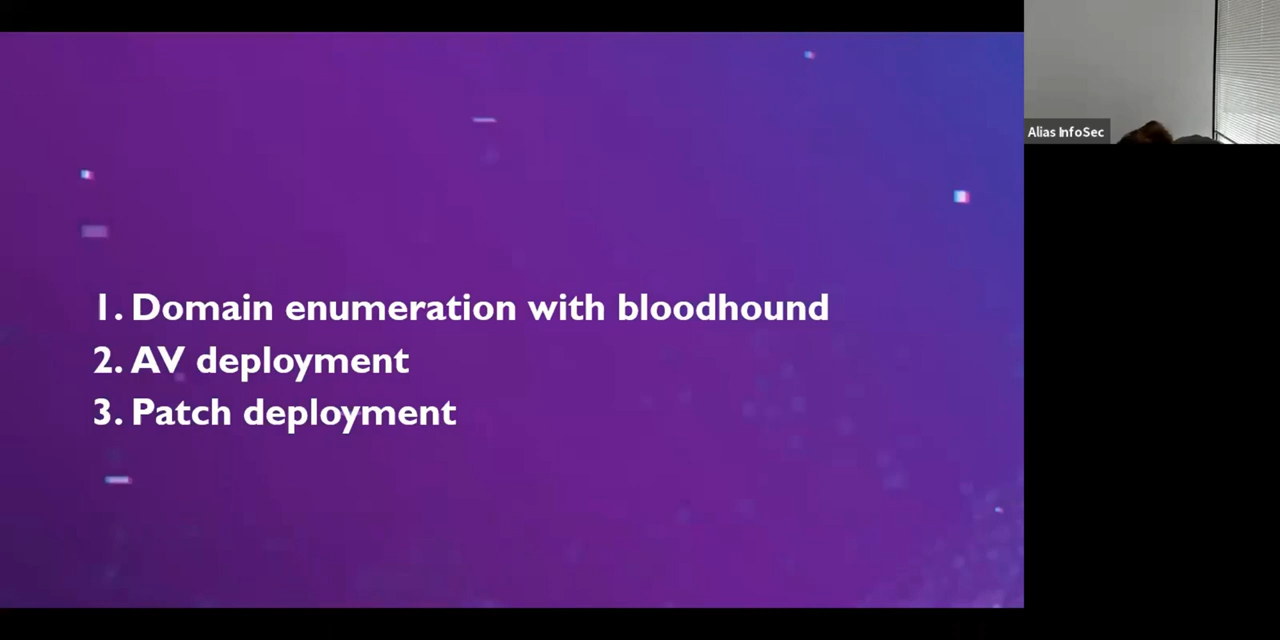 1. Domain enumeration with bloodhound
2. AV deployment
3. Patch deployment
Alias InfoSec